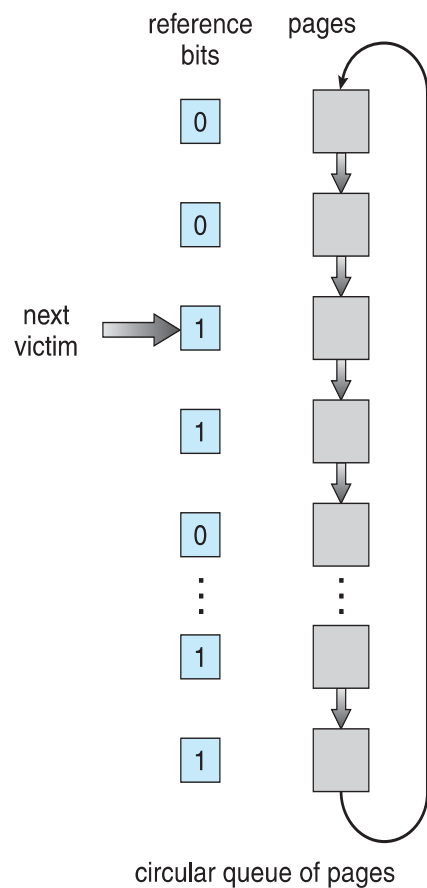 reference bits
pages
0
0
next victim
1
1
0
1
1
circular queue of pages